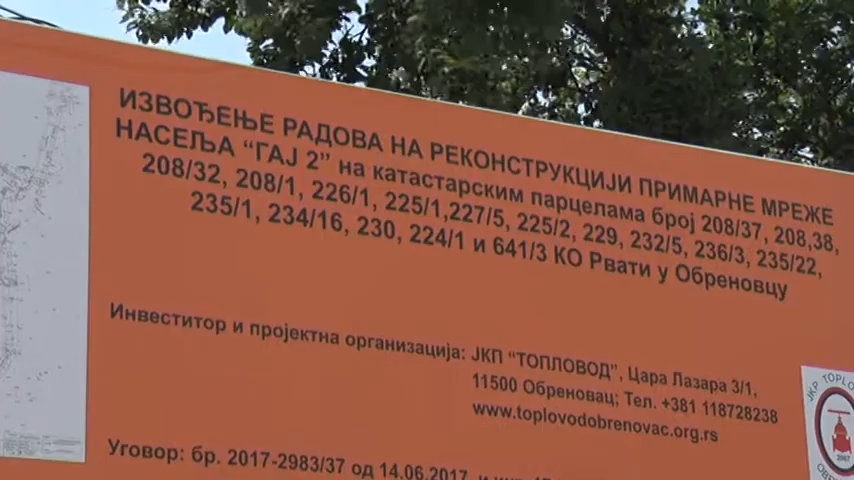 ИЗВОЂЕЊЕ РАДОВА НА РЕКОНСТРУКЦИЈИ ПРИМАРНЕ МРЕЖЕ
НАСЕЉА “ГАЈ 2” на катастарским парцелама број 208/37, 208/38,
208/32, 208/1, 226/1, 225/1,227/5, 225/2, 229, 232/5, 236/3, 235/22,
235/1, 234/16, 230, 224/1 и 641/3 КО Рвати у Обреновцу
Инвеститор и пројектна организација: ЈКП “ТОПЛОВОД”, Цара Лазара 3/1,
11500 Обреновац; Тел. +381 118728238
www.toplovodobrenovac.org.rs
Уговор: бр. 2017-2983/37 од 14.06.2017
JKP TOPLO
2007